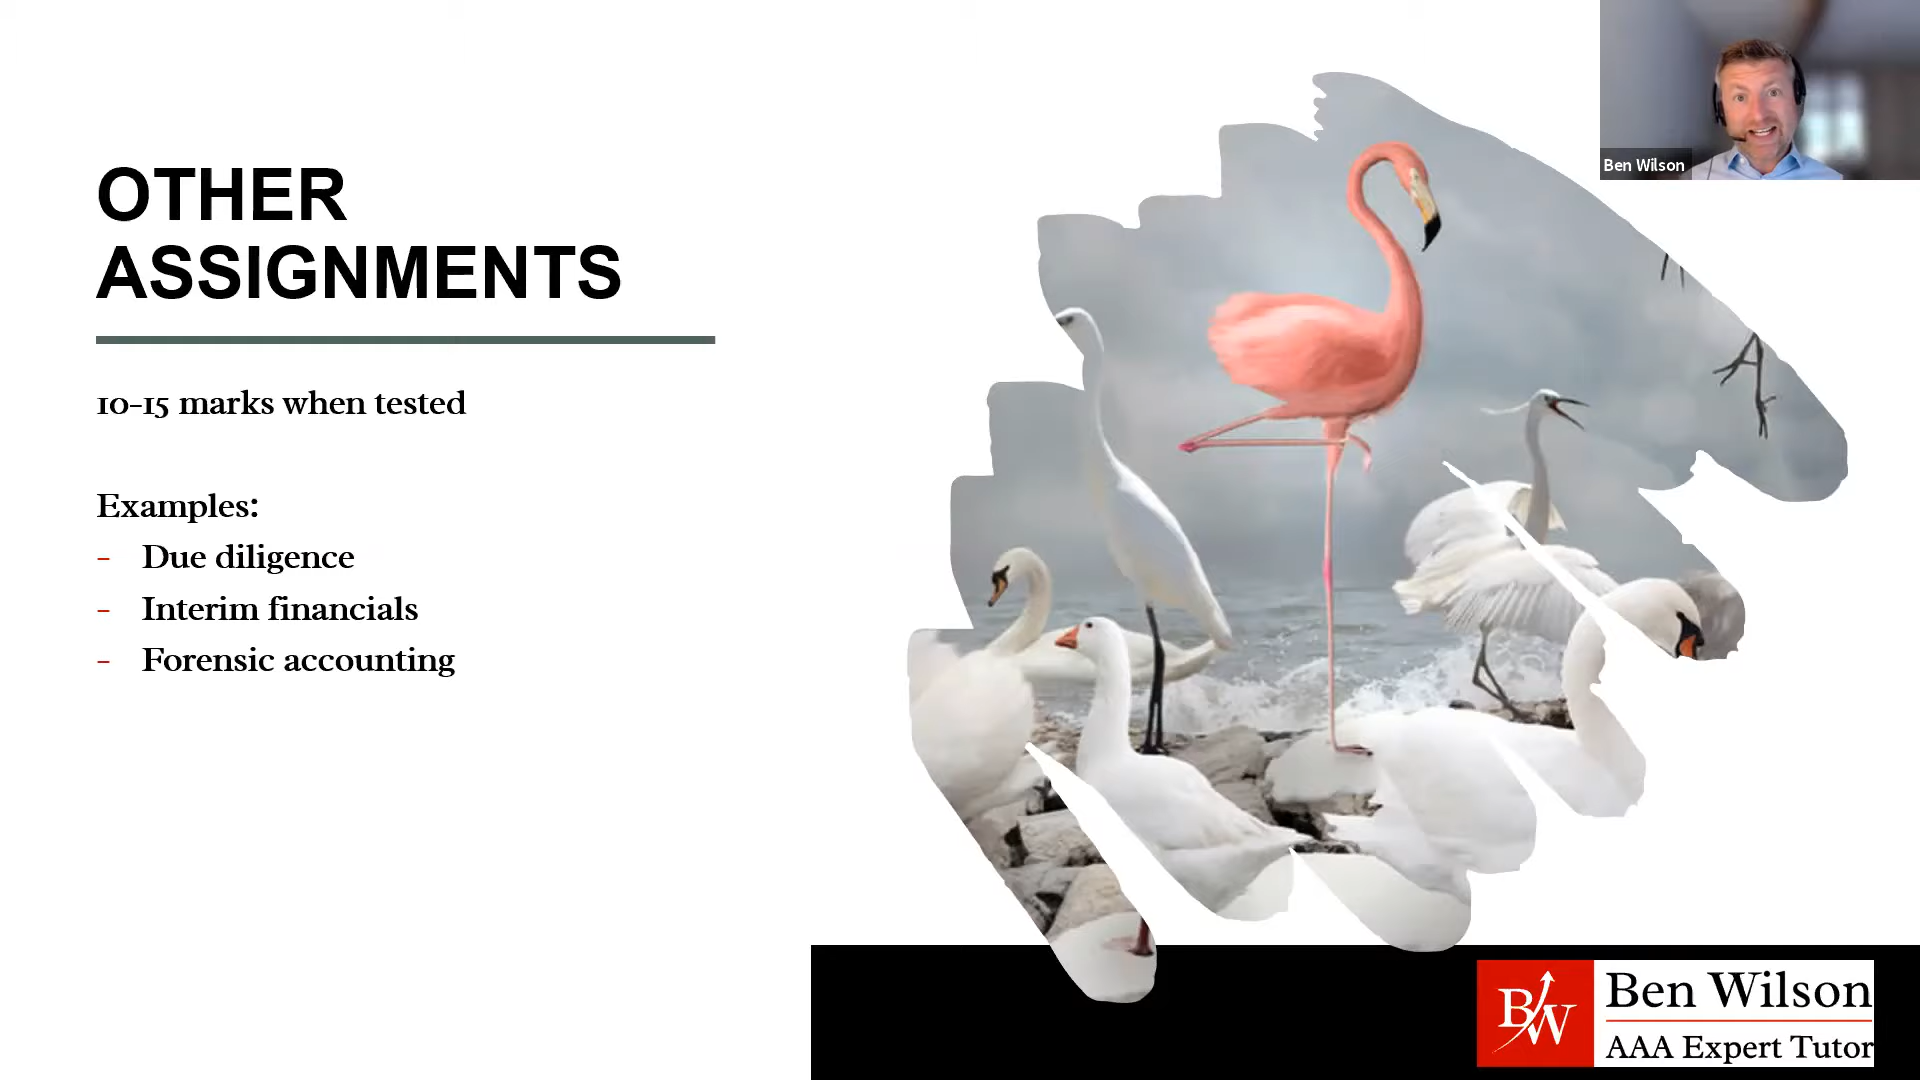 OTHER
ASSIGNMENTS
10-15 marks when tested
Examples:
- Due diligence
- Interim financials
- Forensic accounting
Ben Wilson
BW
Ben Wilson
AAA Expert Tutor